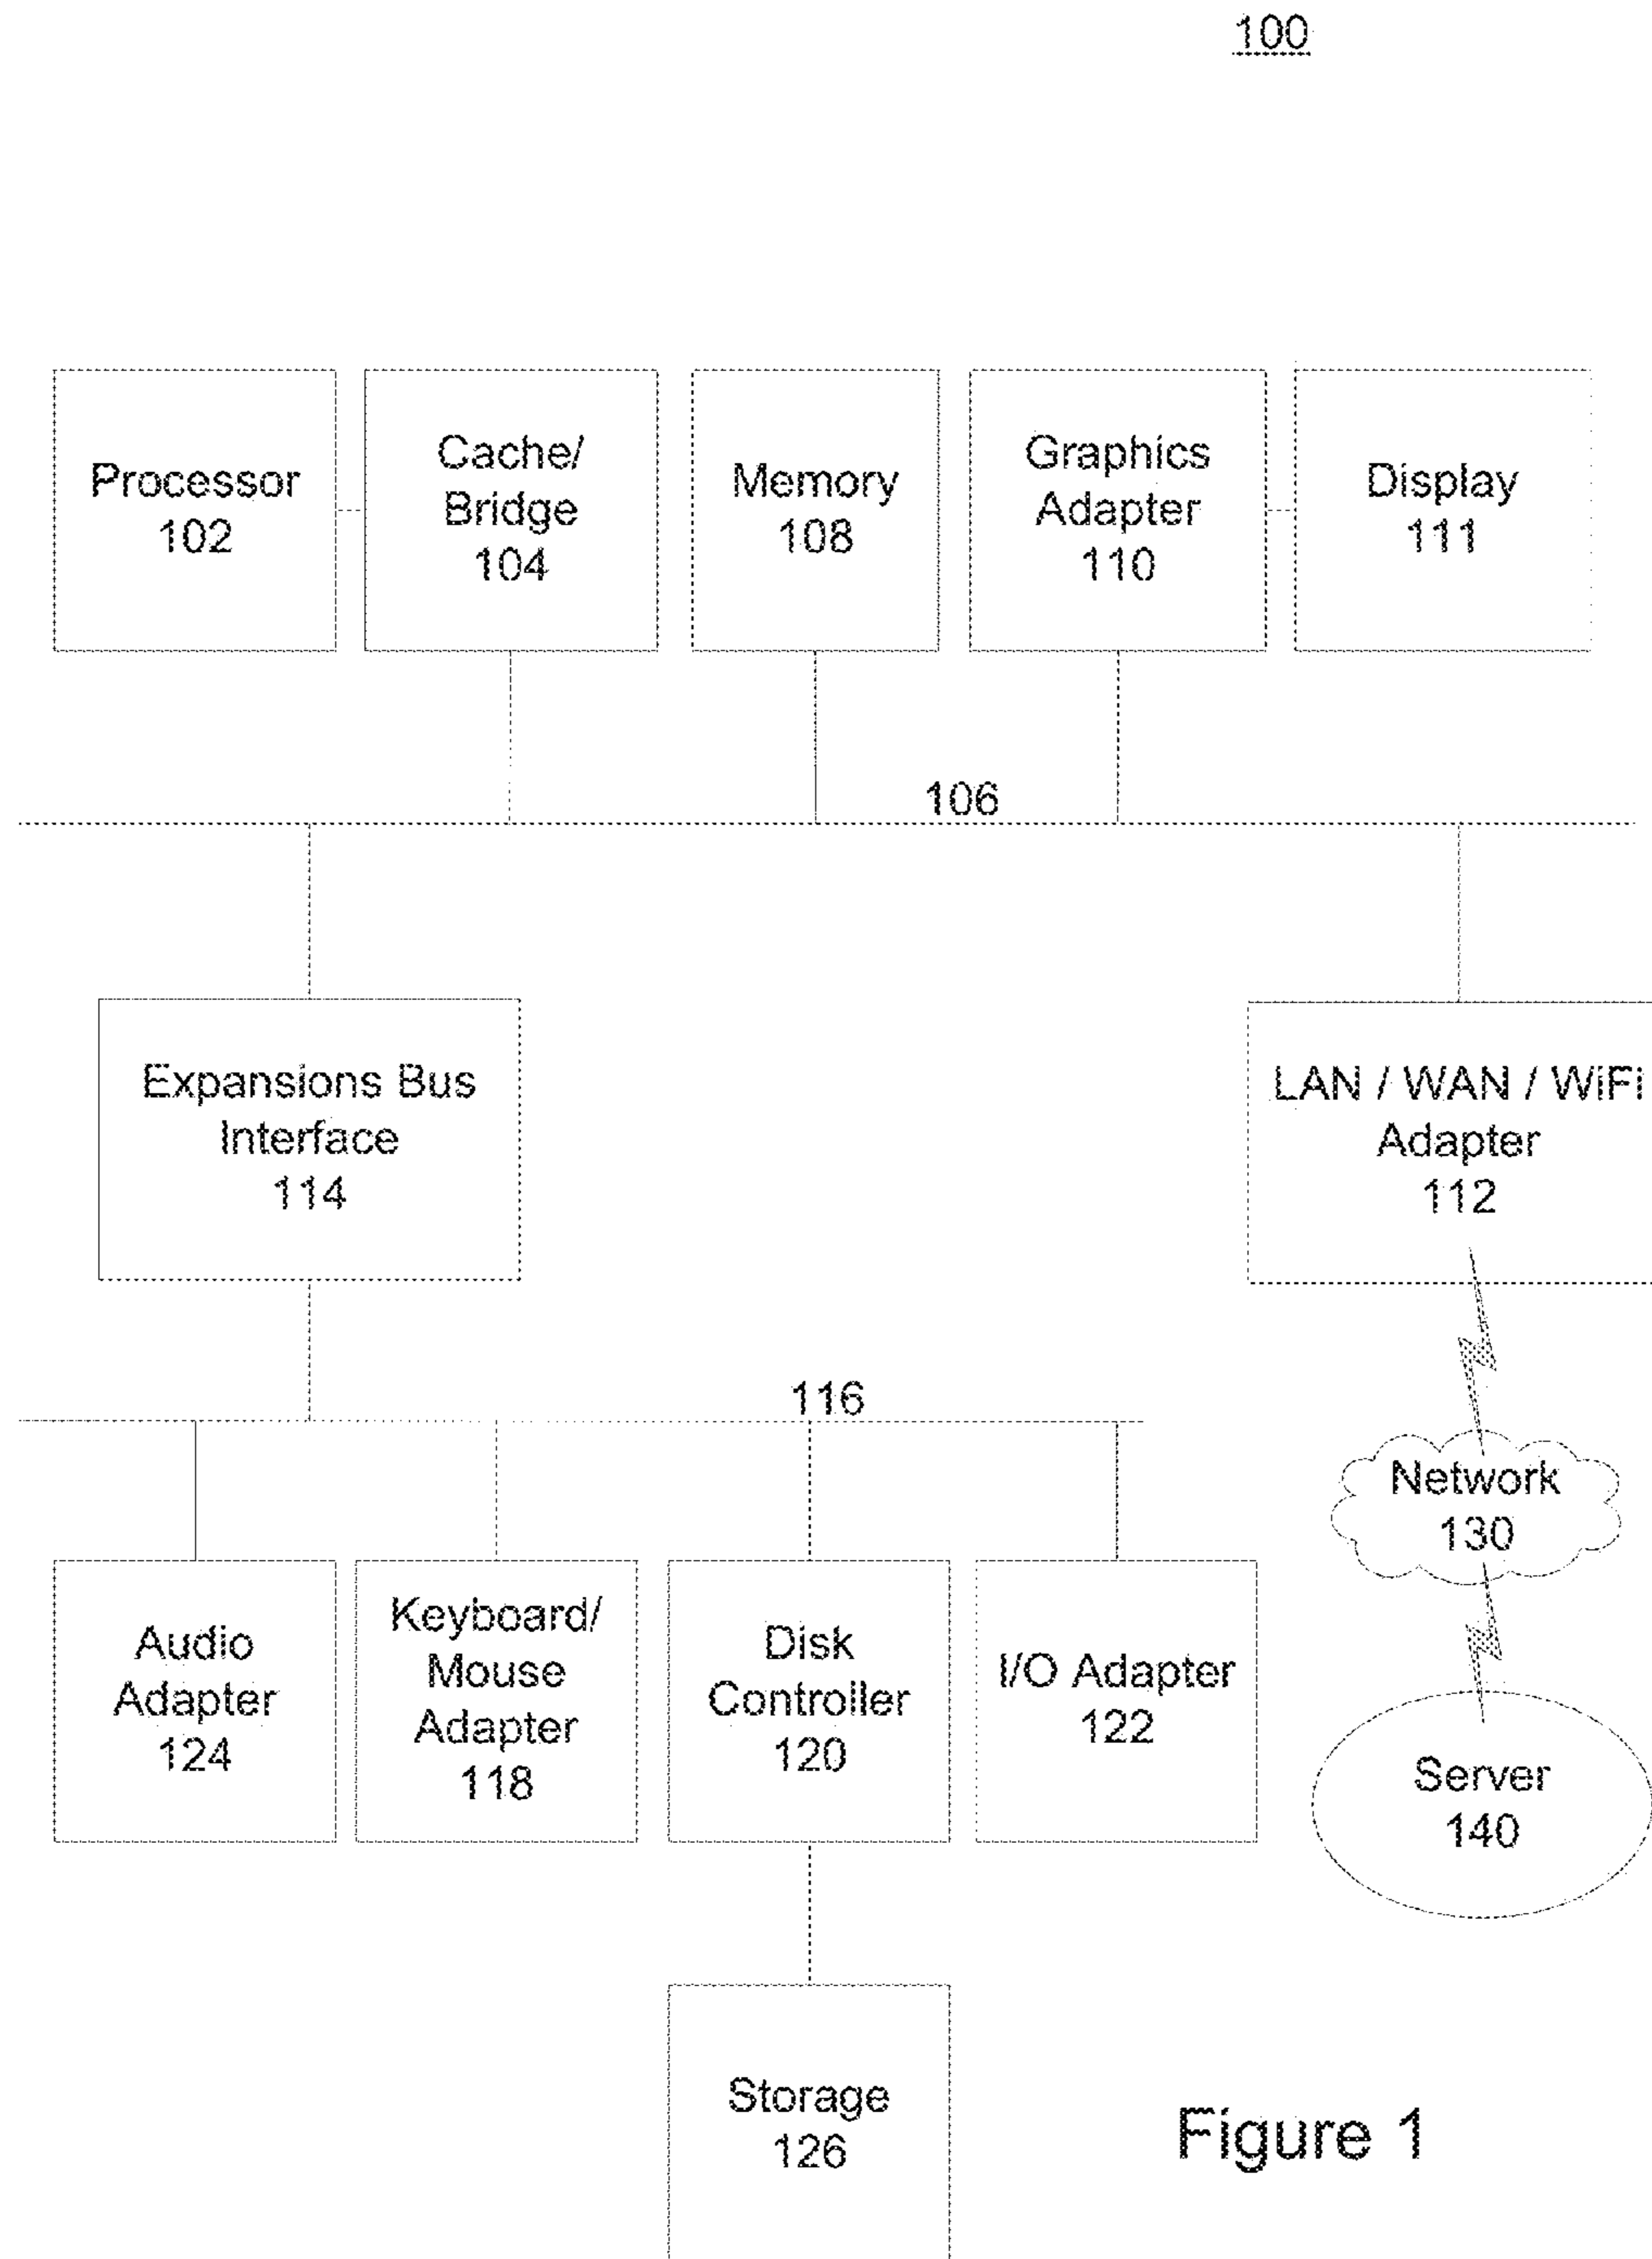 100
Processor
102
Cache/
Bridge
104
Memory
108
Graphics
Adapter
110
Display
111
106
Expansions Bus
Interface
114
LAN / WAN / WiFi
Adapter
112
116
Network
130
Audio
Adapter
124
Keyboard/
Mouse
Adapter
118
Disk
Controller
120
I/O Adapter
122
Server
140
Storage
126
Figure 1